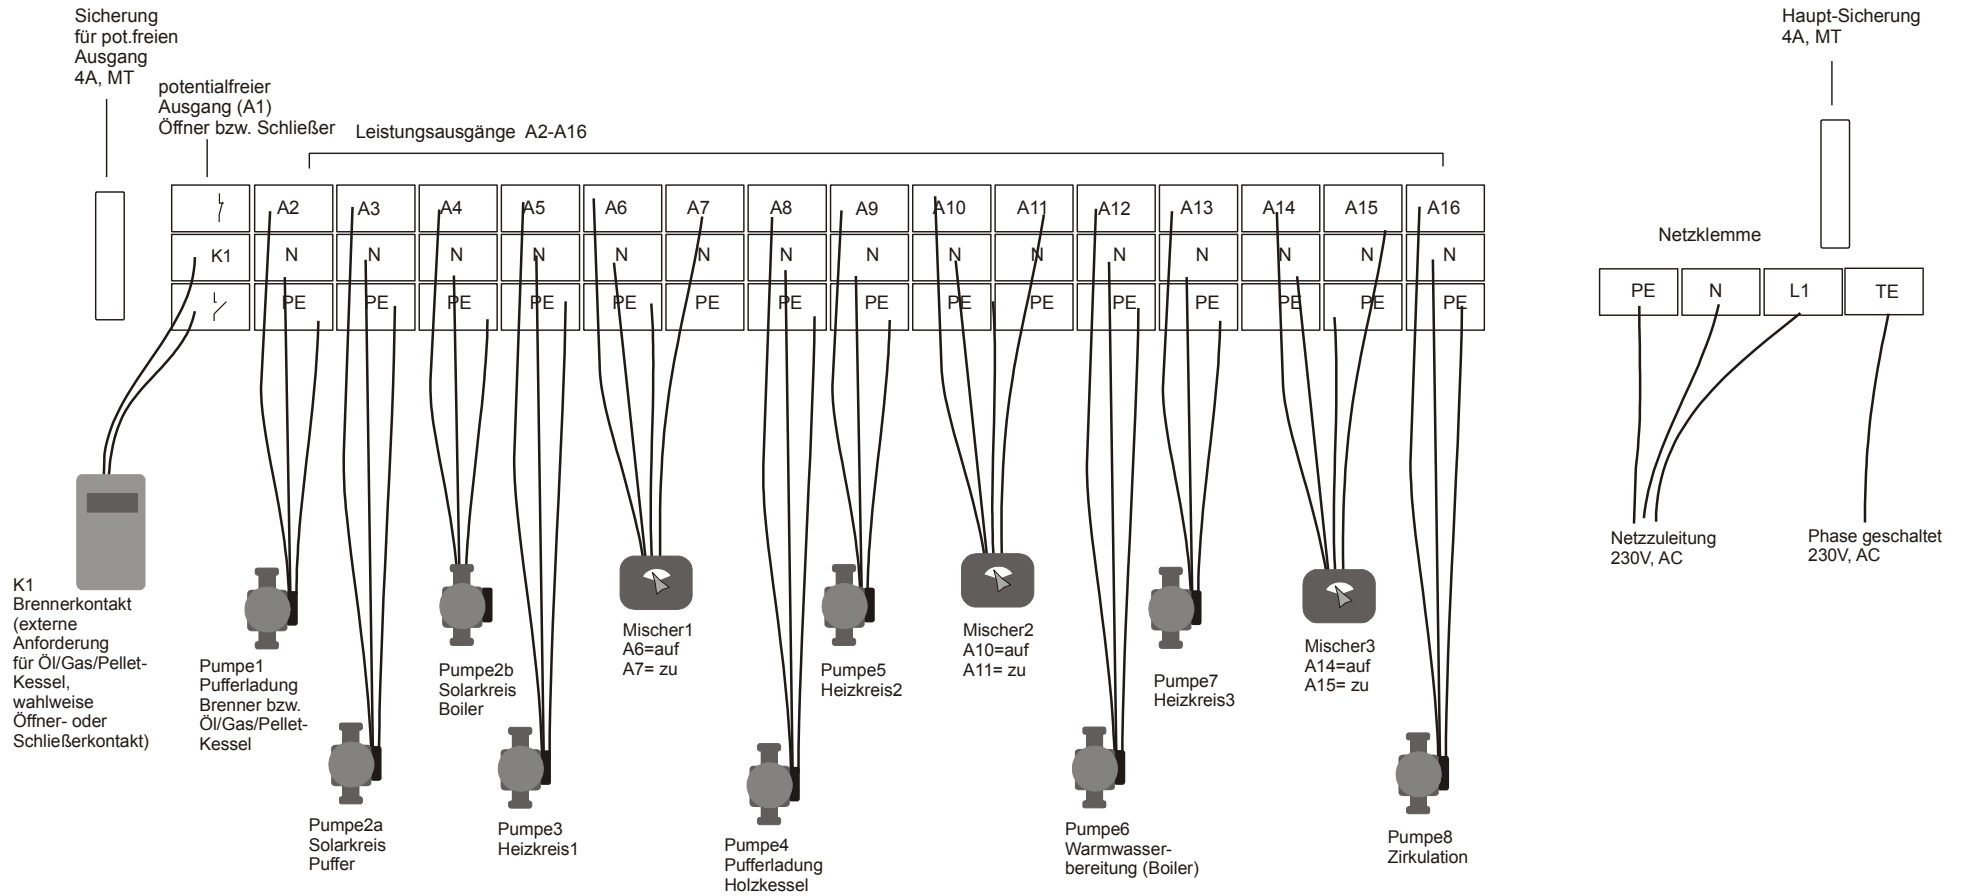 Sicherung
für pot.freien
Ausgang
4A, MT
potentialfreier
Ausgang (A1)
Öffner bzw. Schließer
Leistungsausgänge A2-A16
Haupt-Sicherung
4A, MT
A2 A3 A4 A5 A6 A7 A8 A9 A10 A11 A12 A13 A14 A15 A16
K1 N N N N N N N N N N N N N N N
PE PE PE PE PE PE PE PE PE PE PE PE PE PE PE
Netzklemme
PE N L1 TE
Netzzuleitung
230V, AC
Phase geschaltet
230V, AC
K1
Brennerkontakt
(externe
Anforderung
für Öl/Gas/Pellet-
Kessel,
wahlweise
Öffner- oder
Schließerkontakt)
Pumpe1
Pufferladung
Brenner bzw.
Öl/Gas/Pellet-
Kessel
Pumpe2a
Solarkreis
Puffer
Pumpe2b
Solarkreis
Boiler
Pumpe3
Heizkreis1
Mischer1
A6=auf
A7= zu
Pumpe4
Pufferladung
Holzkessel
Pumpe5
Heizkreis2
Mischer2
A10=auf
A11= zu
Pumpe6
Warmwasser-
bereitung (Boiler)
Pumpe7
Heizkreis3
Mischer3
A14=auf
A15= zu
Pumpe8
Zirkulation